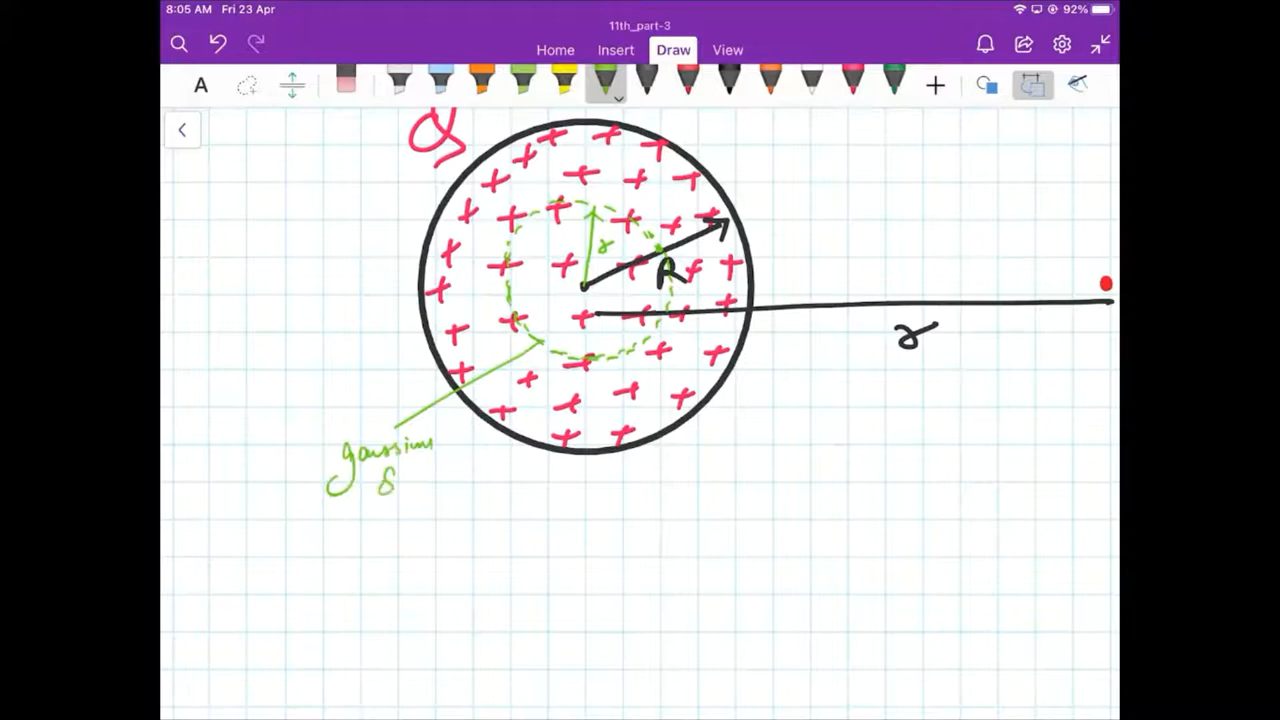 8:05 AM Fri 23 Apr
92%
11th_part-3
Home Insert Draw View
A
Q
r
R
r
gaussian
S